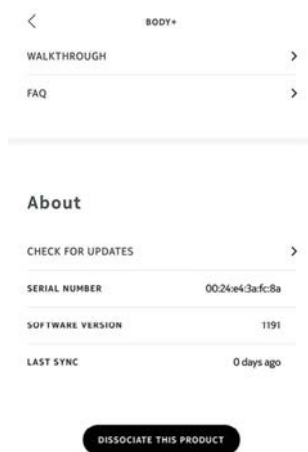 BODY+
WALKTHROUGH
FAQ
About
CHECK FOR UPDATES
SERIAL NUMBER 00:24:e4:3a:fc:8a
SOFTWARE VERSION 1191
LAST SYNC 0 days ago
DISSOCIATE THIS PRODUCT